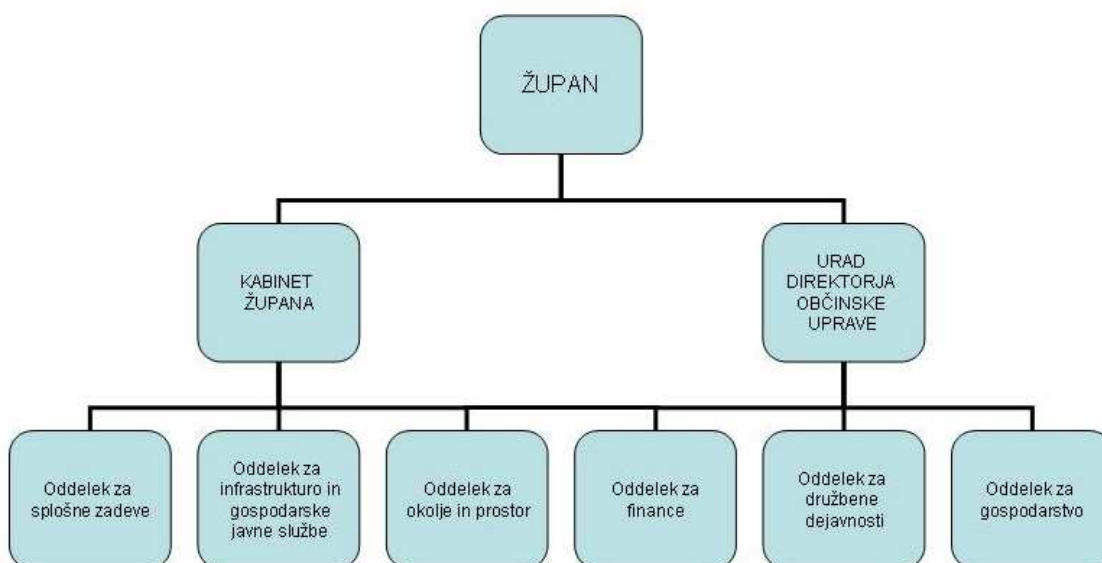 ŽUPAN
KABINET
ŽUPANA
URAD
DIREKTORJA
OBČINSKE
UPRAVE
Oddelek za
splošne zadeve
Oddelek za
infrastrukturo in
gospodarske
javne službe
Oddelek za
okolje in prostor
Oddelek za
finance
Oddelek za
družbene
dejavnosti
Oddelek za
gospodarstvo